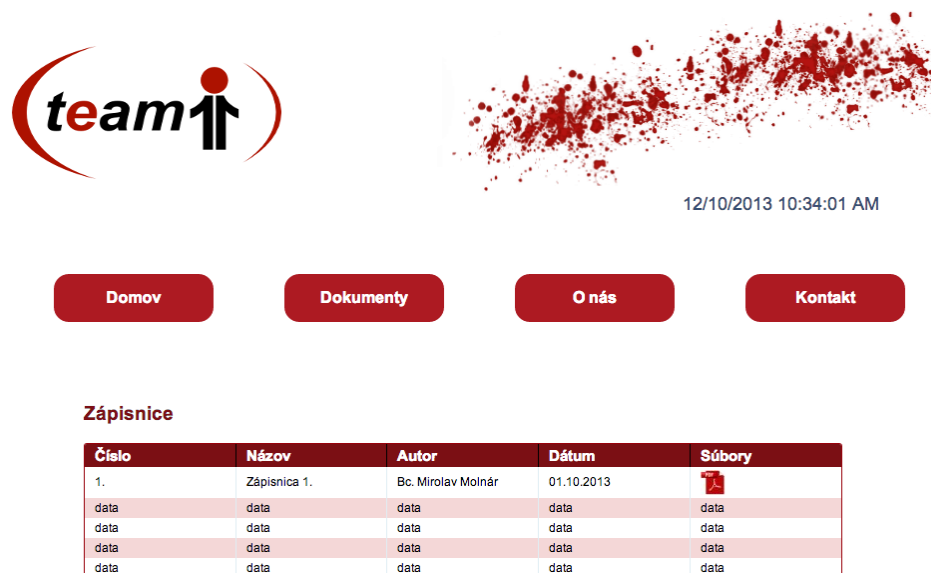 team
12/10/2013 10:34:01 AM
Domov Dokumenty O nás Kontakt
Zápisnice
Číslo Názov Autor Dátum Súbory
1. Zápisnica 1. Bc. Mirolav Molnár 01.10.2013 PDF
data data data data data
data data data data data
data data data data data
data data data data data